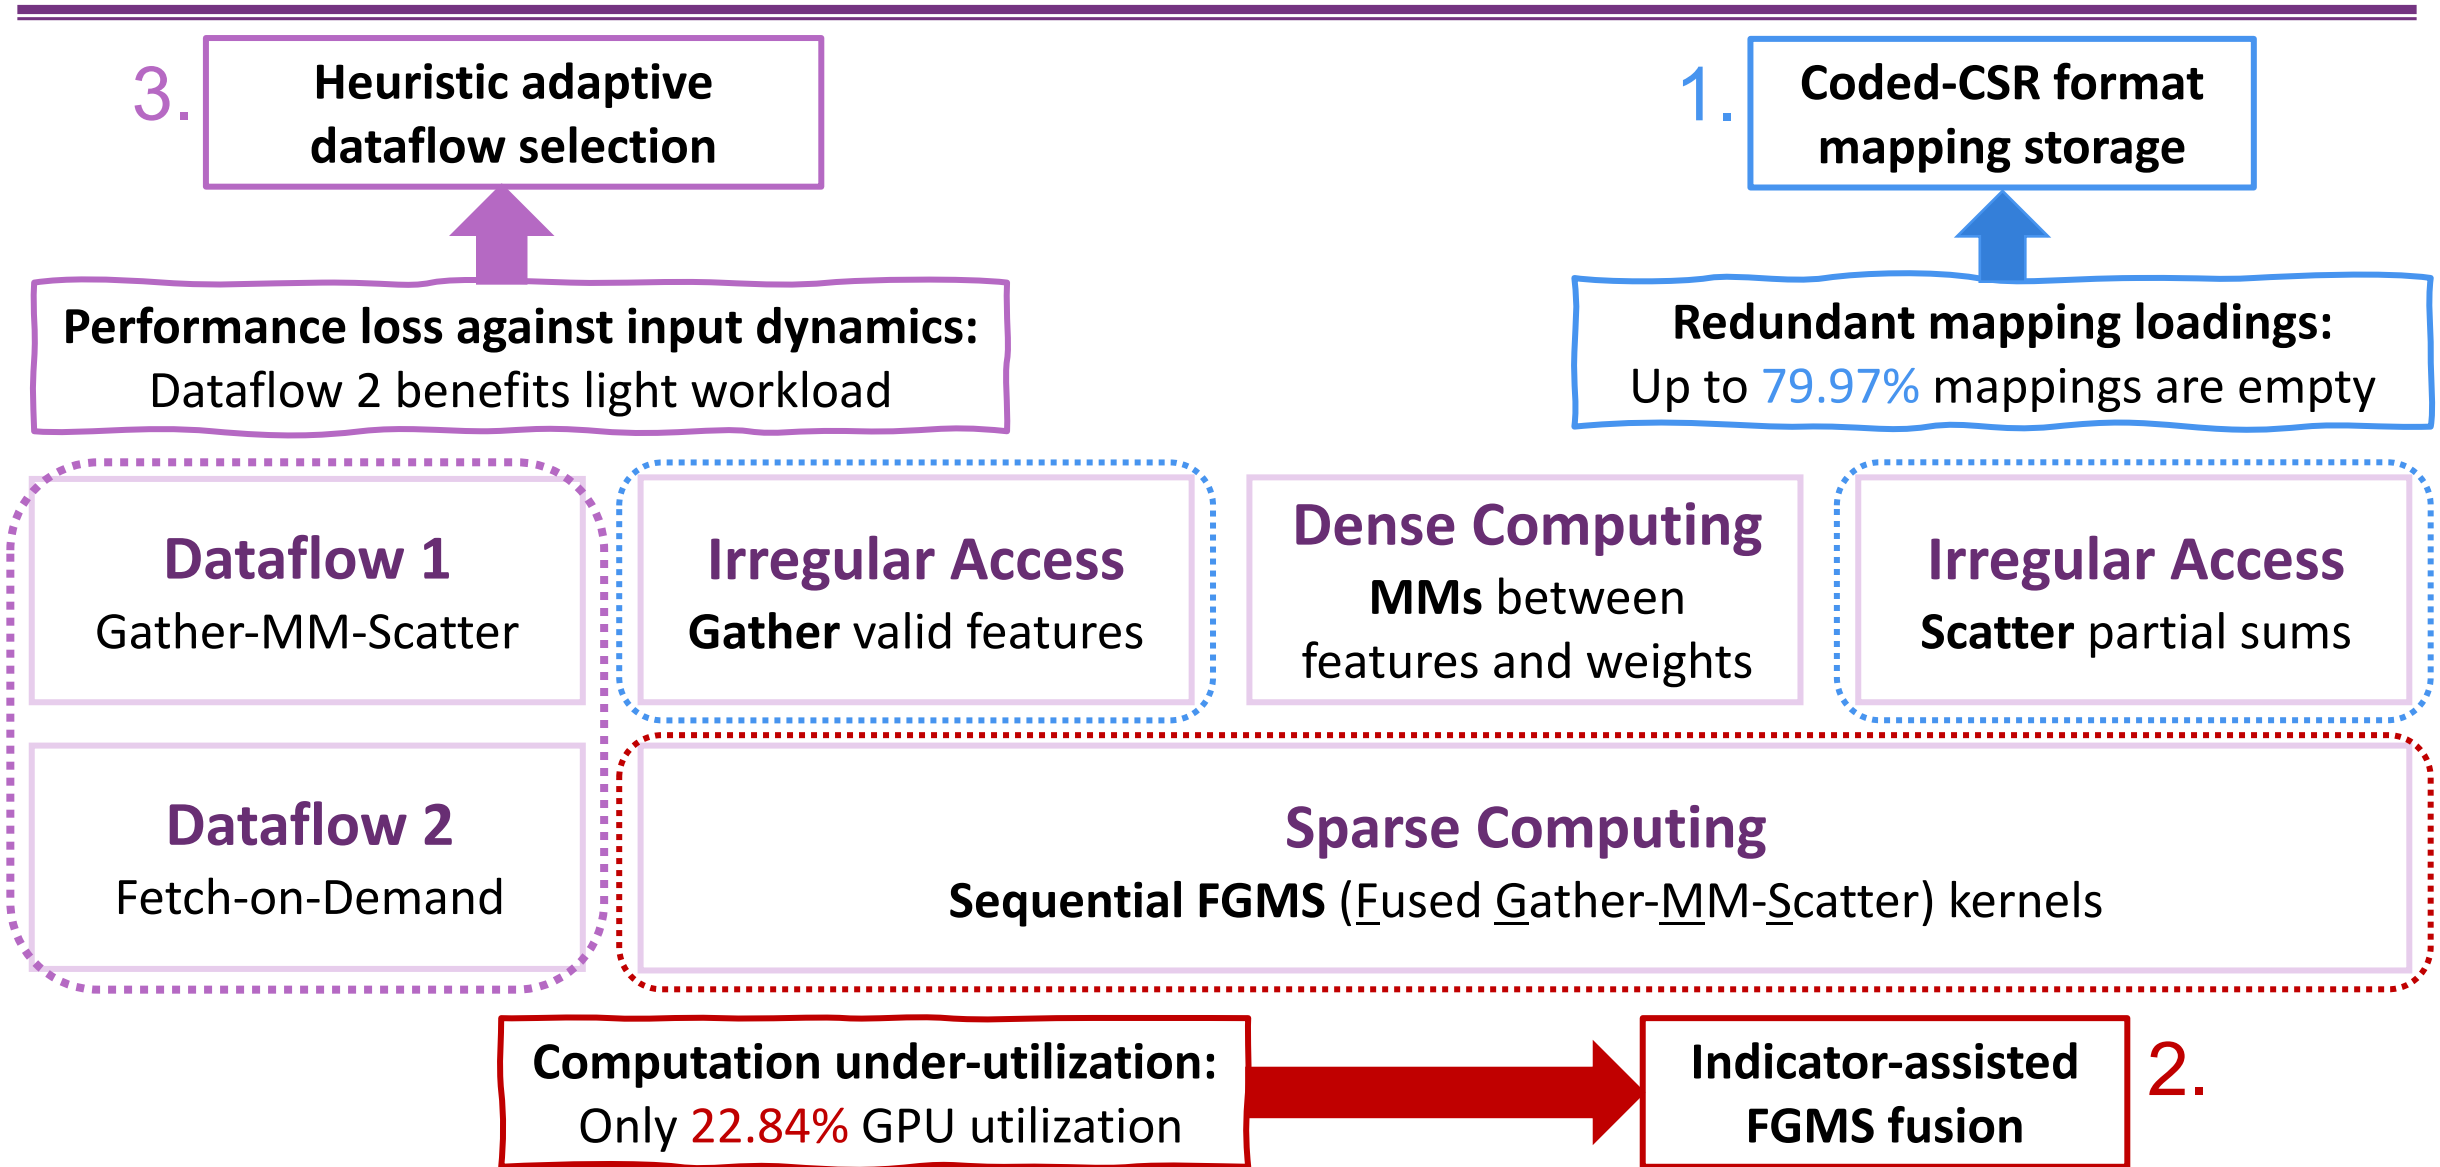 3.
Heuristic adaptive
dataflow selection
1.
Coded-CSR format
mapping storage
Performance loss against input dynamics:
Dataflow 2 benefits light workload
Redundant mapping loadings:
Up to 79.97% mappings are empty
Dataflow 1
Gather-MM-Scatter
Irregular Access
Gather valid features
Dense Computing
MMs between
features and weights
Irregular Access
Scatter partial sums
Dataflow 2
Fetch-on-Demand
Sparse Computing
Sequential FGMS (Fused Gather-MM-Scatter) kernels
Computation under-utilization:
Only 22.84% GPU utilization
Indicator-assisted
FGMS fusion
2.